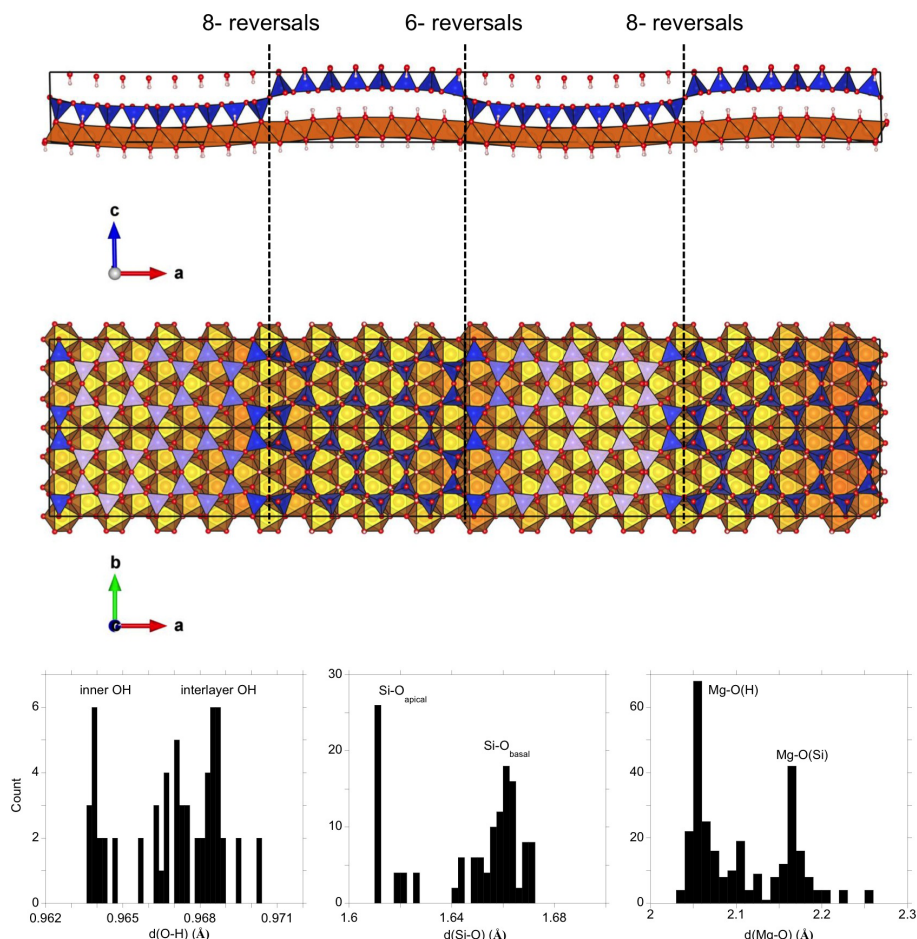 8- reversals 6- reversals 8- reversals
c
a
b
a
inner OH interlayer OH
Count
6
4
2
0
0.962 0.965 0.968 0.971
d(O-H) (Å)
Si-O apical
Si-O basal
30
20
10
0
1.6 1.64 1.68
d(Si-O) (Å)
Mg-O(H)
Mg-O(Si)
60
40
20
0
2 2.1 2.2 2.3
d(Mg-O) (Å)